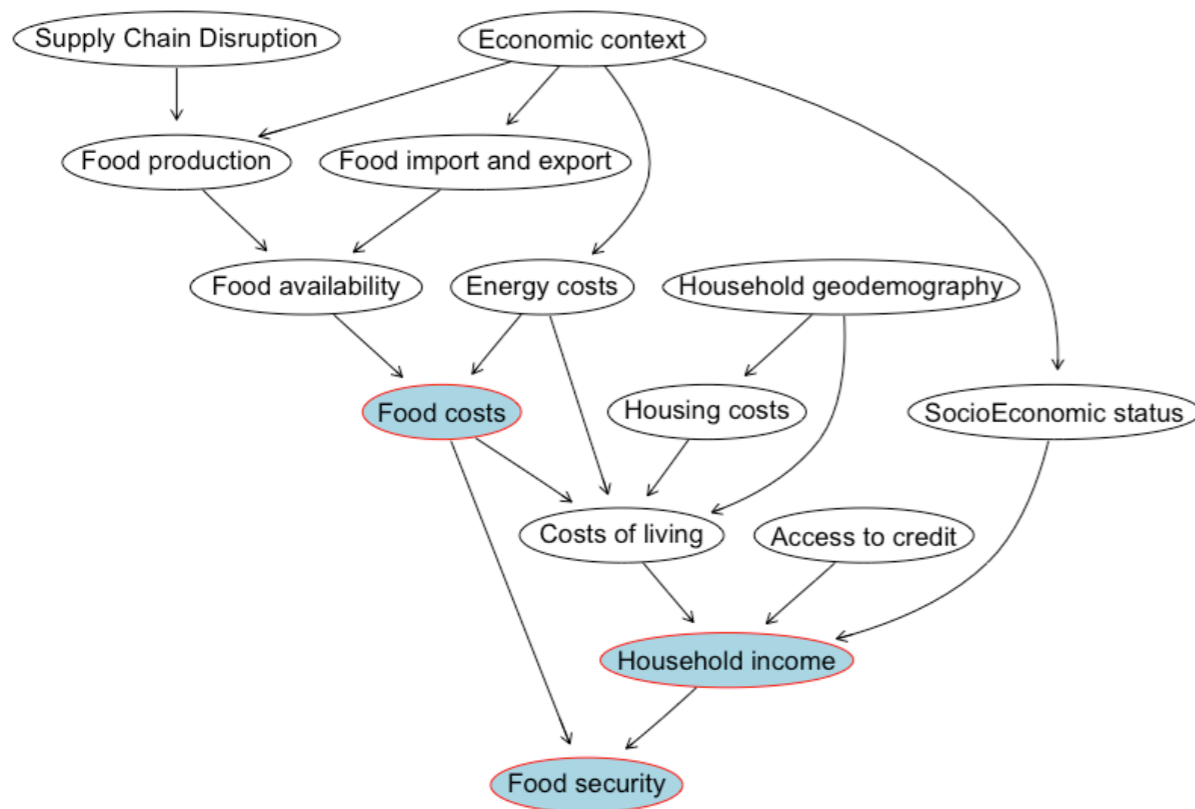 Supply Chain Disruption
Economic context
Food production
Food import and export
Food availability
Energy costs
Household geodemography
Food costs
Housing costs
SocioEconomic status
Costs of living
Access to credit
Household income
Food security